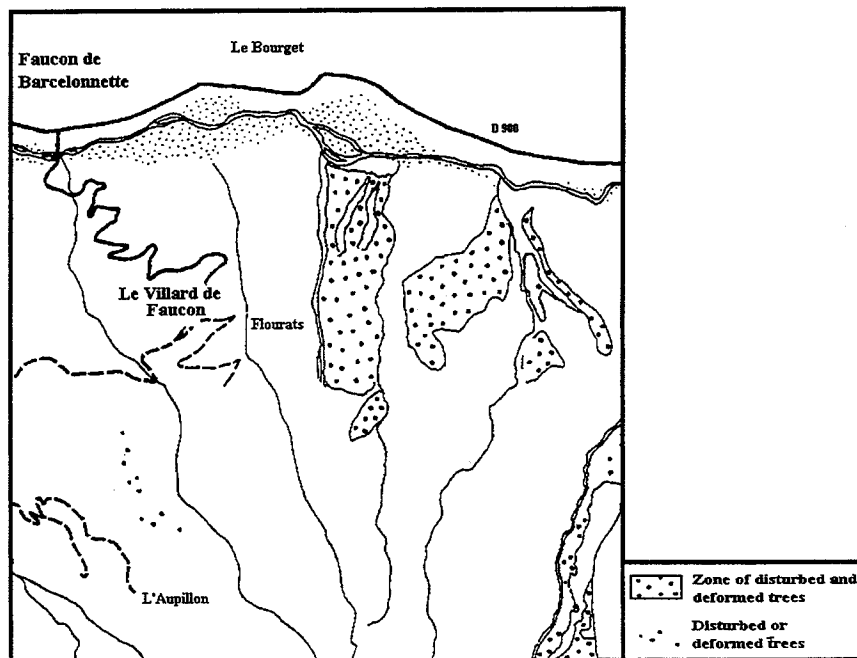 Le Bourget
Faucon de
Barcelonnette
D 900
Le Villard de
Faucon
Flourats
L'Aupillon
Zone of disturbed and
deformed trees
Disturbed or
deformed trees